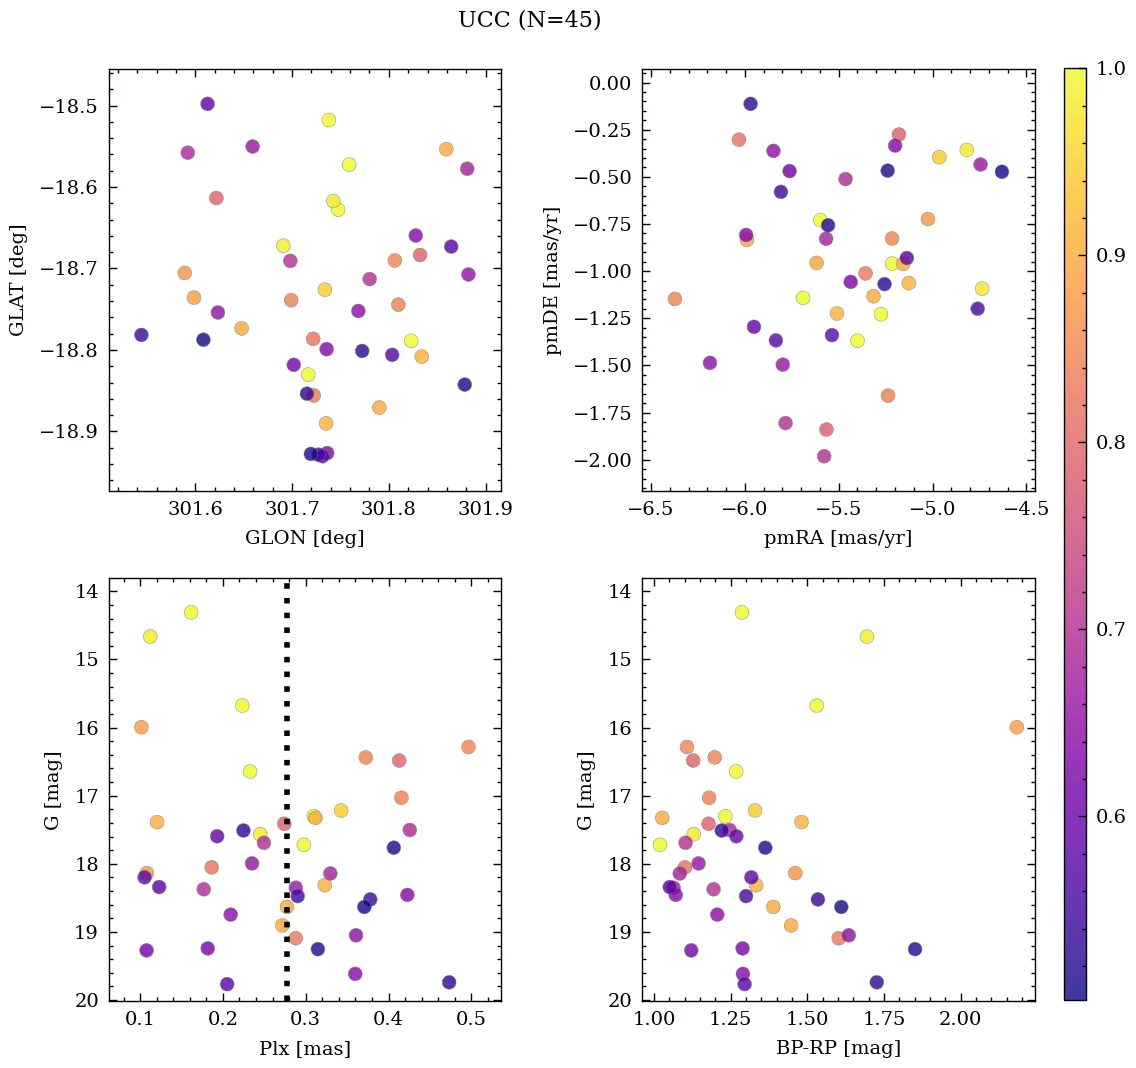 UCC (N=45)
−18.5
−18.6
−18.7
−18.8
−18.9
GLAT [deg]
301.6 301.7 301.8 301.9
GLON [deg]
0.00
−0.25
−0.50
−0.75
−1.00
−1.25
−1.50
−1.75
−2.00
pmDE [mas/yr]
−6.5 −6.0 −5.5 −5.0 −4.5
pmRA [mas/yr]
14
15
16
17
18
19
20
G [mag]
0.1 0.2 0.3 0.4 0.5
Plx [mas]
14
15
16
17
18
19
20
G [mag]
1.00 1.25 1.50 1.75 2.00
BP-RP [mag]
1.0
0.9
0.8
0.7
0.6